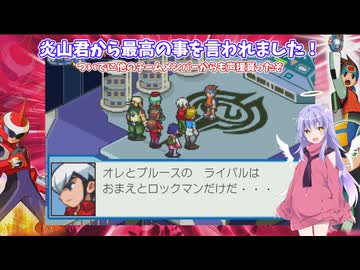 炎山君から最高の事を言われました！
ついでに他のチームメンバーからも声援貰ったぞ
オレとブルースの　ライバルは
おまえとロックマンだけだ・・・